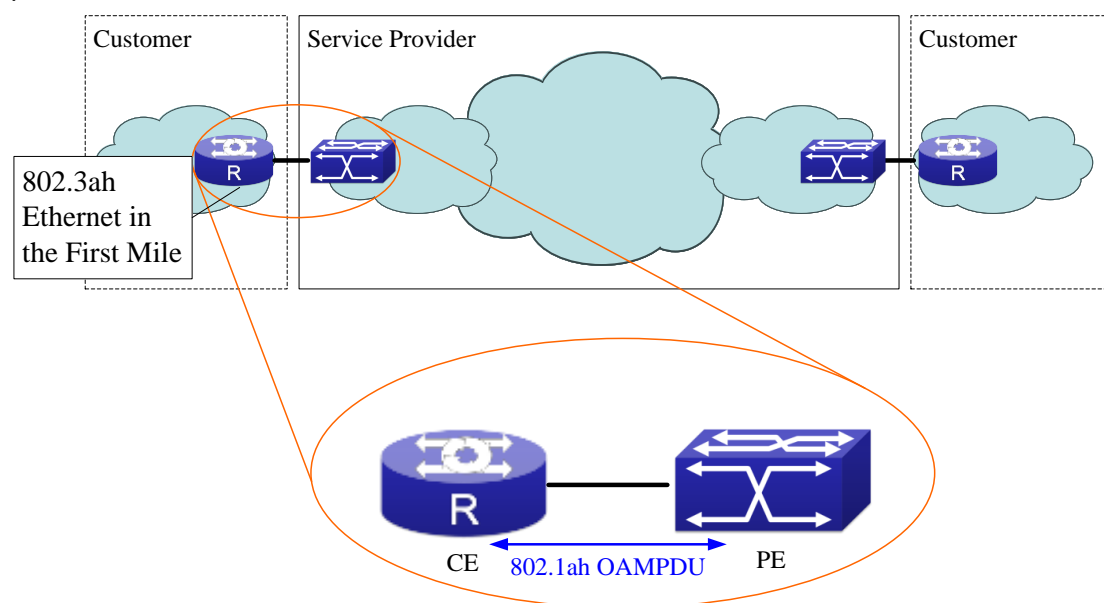 Customer
Service Provider
Customer
R
R
802.3ah
Ethernet in
the First Mile
R
CE
802.1ah OAMPDU
PE